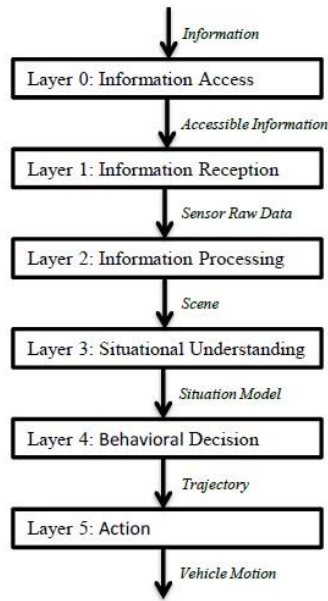 Information
Layer 0: Information Access
Accessible Information
Layer 1: Information Reception
Sensor Raw Data
Layer 2: Information Processing
Scene
Layer 3: Situational Understanding
Situation Model
Layer 4: Behavioral Decision
Trajectory
Layer 5: Action
Vehicle Motion